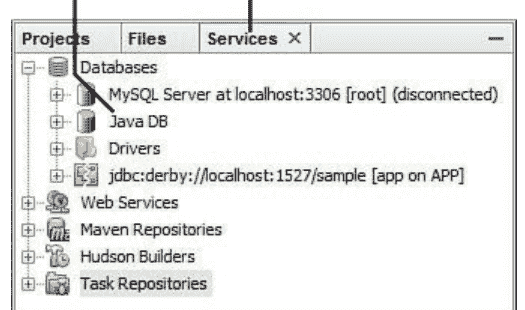 Projects Files Services ×
Databases
MySQL Server at localhost:3306 [root] (disconnected)
Java DB
Drivers
jdbc:derby://localhost:1527/sample [app on APP]
Web Services
Maven Repositories
Hudson Builders
Task Repositories